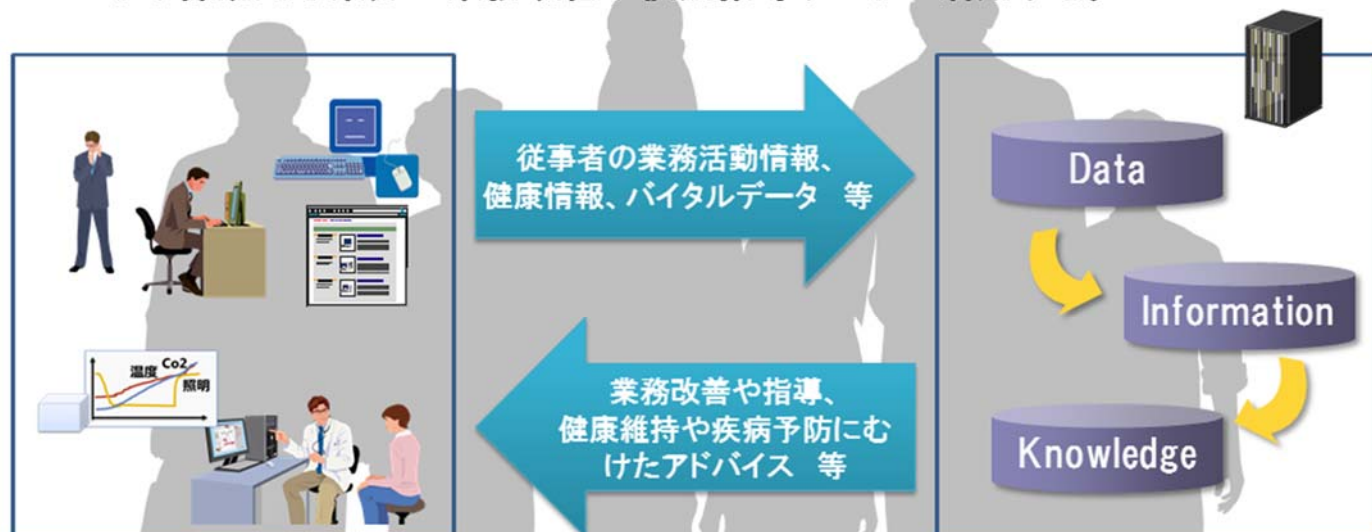 従事者の業務活動情報、
健康情報、バイタルデータ 等
Data
Information
Knowledge
温度
Co2
照明
業務改善や指導、
健康維持や疾病予防にむ
けたアドバイス 等